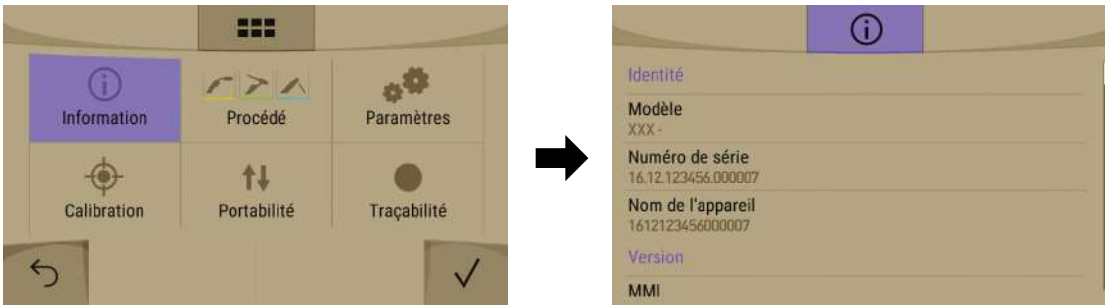 Information
Procédé
Paramètres
Calibration
Portabilité
Traçabilité
Identité
Modèle
XXX -
Numéro de série
16.12.123456.000007
Nom de l'appareil
1612123456000007
Version
MMI